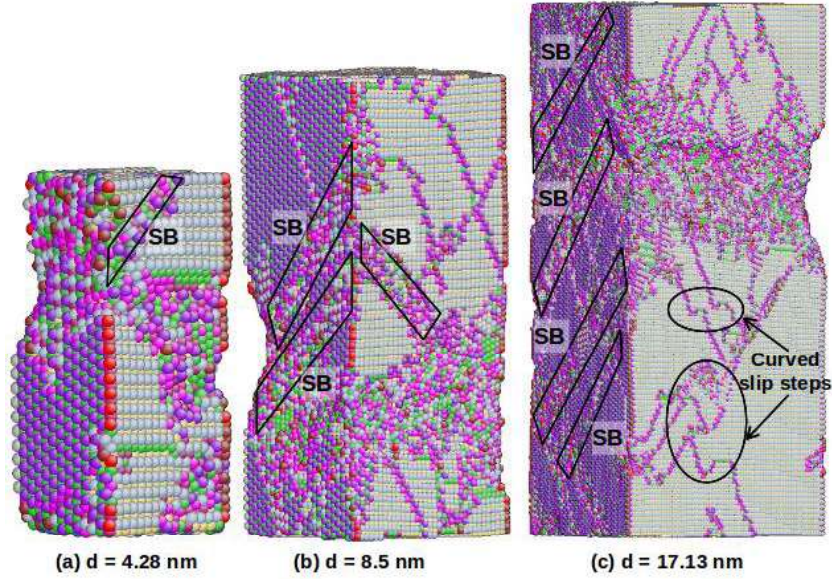 SB
SB
SB
SB
SB
SB
SB
SB
Curved
slip steps
(a) d = 4.28 nm
(b) d = 8.5 nm
(c) d = 17.13 nm